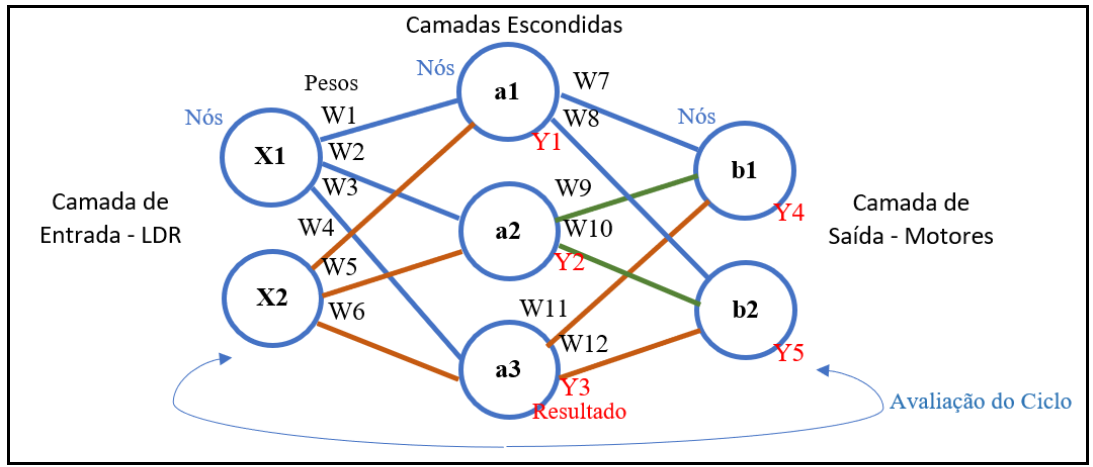 Camadas Escondidas
Nós
Pesos
W1
W2
W3
W4
W5
W6
Nós
X1
X2
Camada de
Entrada - LDR
a1
Y1
a2
Y2
a3
Y3
Resultado
W7
W8
W9
W10
W11
W12
Nós
b1
Y4
b2
Y5
Camada de
Saída - Motores
Avaliação do Ciclo